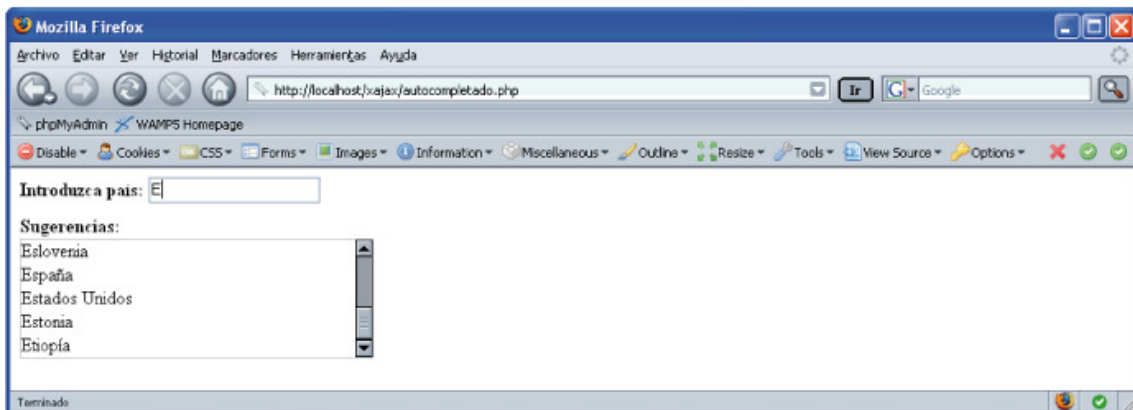 Mozilla Firefox
Archivo Editar Ver Historial Marcadores Herramientas Ayuda
http://localhost/xajax/autocompletado.php Ir G Google
phpMyAdmin WAMP5 Homepage
Disable Cookies CSS Forms Images Information Miscellaneous Outline Resize Tools View Source Options
Introduzca pais: E
Sugerencias:
Eslovenia
España
Estados Unidos
Estonia
Etiopía
Terminado